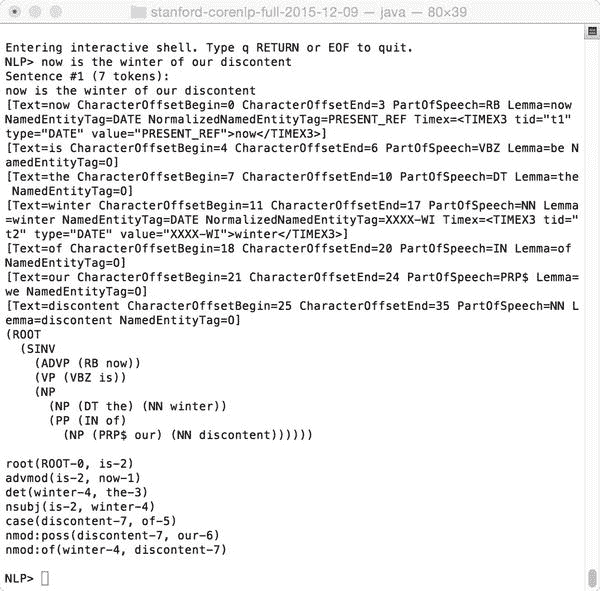 stanford-corenlp-full-2015-12-09 — java — 80×39
Entering interactive shell. Type q RETURN or EOF to quit.
NLP> now is the winter of our discontent
Sentence #1 (7 tokens):
now is the winter of our discontent
[Text=now CharacterOffsetBegin=0 CharacterOffsetEnd=3 PartOfSpeech=RB Lemma=now
NamedEntityTag=DATE NormalizedNamedEntityTag=PRESENT_REF Timex=<TIMEX3 tid="t1"
type="DATE" value="PRESENT_REF">now</TIMEX3>]
[Text=is CharacterOffsetBegin=4 CharacterOffsetEnd=6 PartOfSpeech=VBZ Lemma=be N
amedEntityTag=O]
[Text=the CharacterOffsetBegin=7 CharacterOffsetEnd=10 PartOfSpeech=DT Lemma=the
 NamedEntityTag=O]
[Text=winter CharacterOffsetBegin=11 CharacterOffsetEnd=17 PartOfSpeech=NN Lemma
=winter NamedEntityTag=DATE NormalizedNamedEntityTag=XXXX-WI Timex=<TIMEX3 tid="
t2" type="DATE" value="XXXX-WI">winter</TIMEX3>]
[Text=of CharacterOffsetBegin=18 CharacterOffsetEnd=20 PartOfSpeech=IN Lemma=of
NamedEntityTag=O]
[Text=our CharacterOffsetBegin=21 CharacterOffsetEnd=24 PartOfSpeech=PRP$ Lemma=
we NamedEntityTag=O]
[Text=discontent CharacterOffsetBegin=25 CharacterOffsetEnd=35 PartOfSpeech=NN L
emma=discontent NamedEntityTag=O]
(ROOT
  (SINV
    (ADVP (RB now))
    (VP (VBZ is))
    (NP
      (NP (DT the) (NN winter))
      (PP (IN of)
        (NP (PRP$ our) (NN discontent))))))
root(ROOT-0, is-2)
advmod(is-2, now-1)
det(winter-4, the-3)
nsubj(is-2, winter-4)
case(discontent-7, of-5)
nmod:poss(discontent-7, our-6)
nmod:of(winter-4, discontent-7)
NLP>